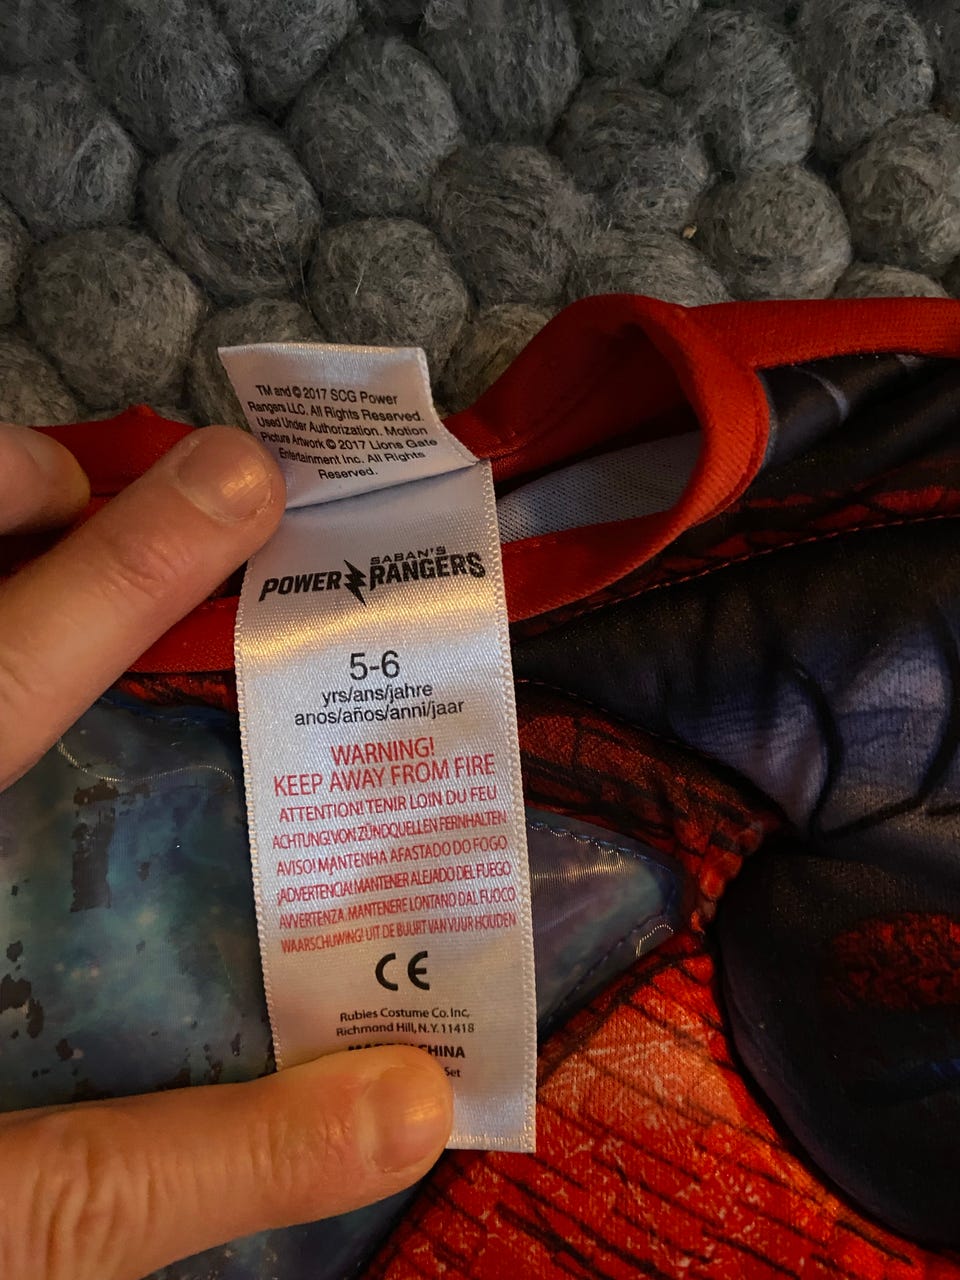 TM and © 2017 SCG Power
Rangers LLC. All Rights Reserved.
Used Under Authorization. Motion
Picture Artwork © 2017 Lions Gate
Entertainment Inc. All Rights
Reserved.
SABAN'S
POWER RANGERS
5-6
yrs/ans/jahre
anos/años/anni/jaar
WARNING!
KEEP AWAY FROM FIRE
ATTENTION! TENIR LOIN DU FEU
ACHTUNG! VON ZÜNDQUELLEN FERNHALTEN
AVISO! MANTENHA AFASTADO DO FOGO
¡ADVERTENCIA! MANTENER ALEJADO DEL FUEGO
AVVERTENZA. MANTENERE LONTANO DAL FUOCO
WAARSCHUWING! UIT DE BUURT VAN VUUR HOUDEN
CE
Rubies Costume Co. Inc,
Richmond Hill, N.Y. 11418
CHINA
Set